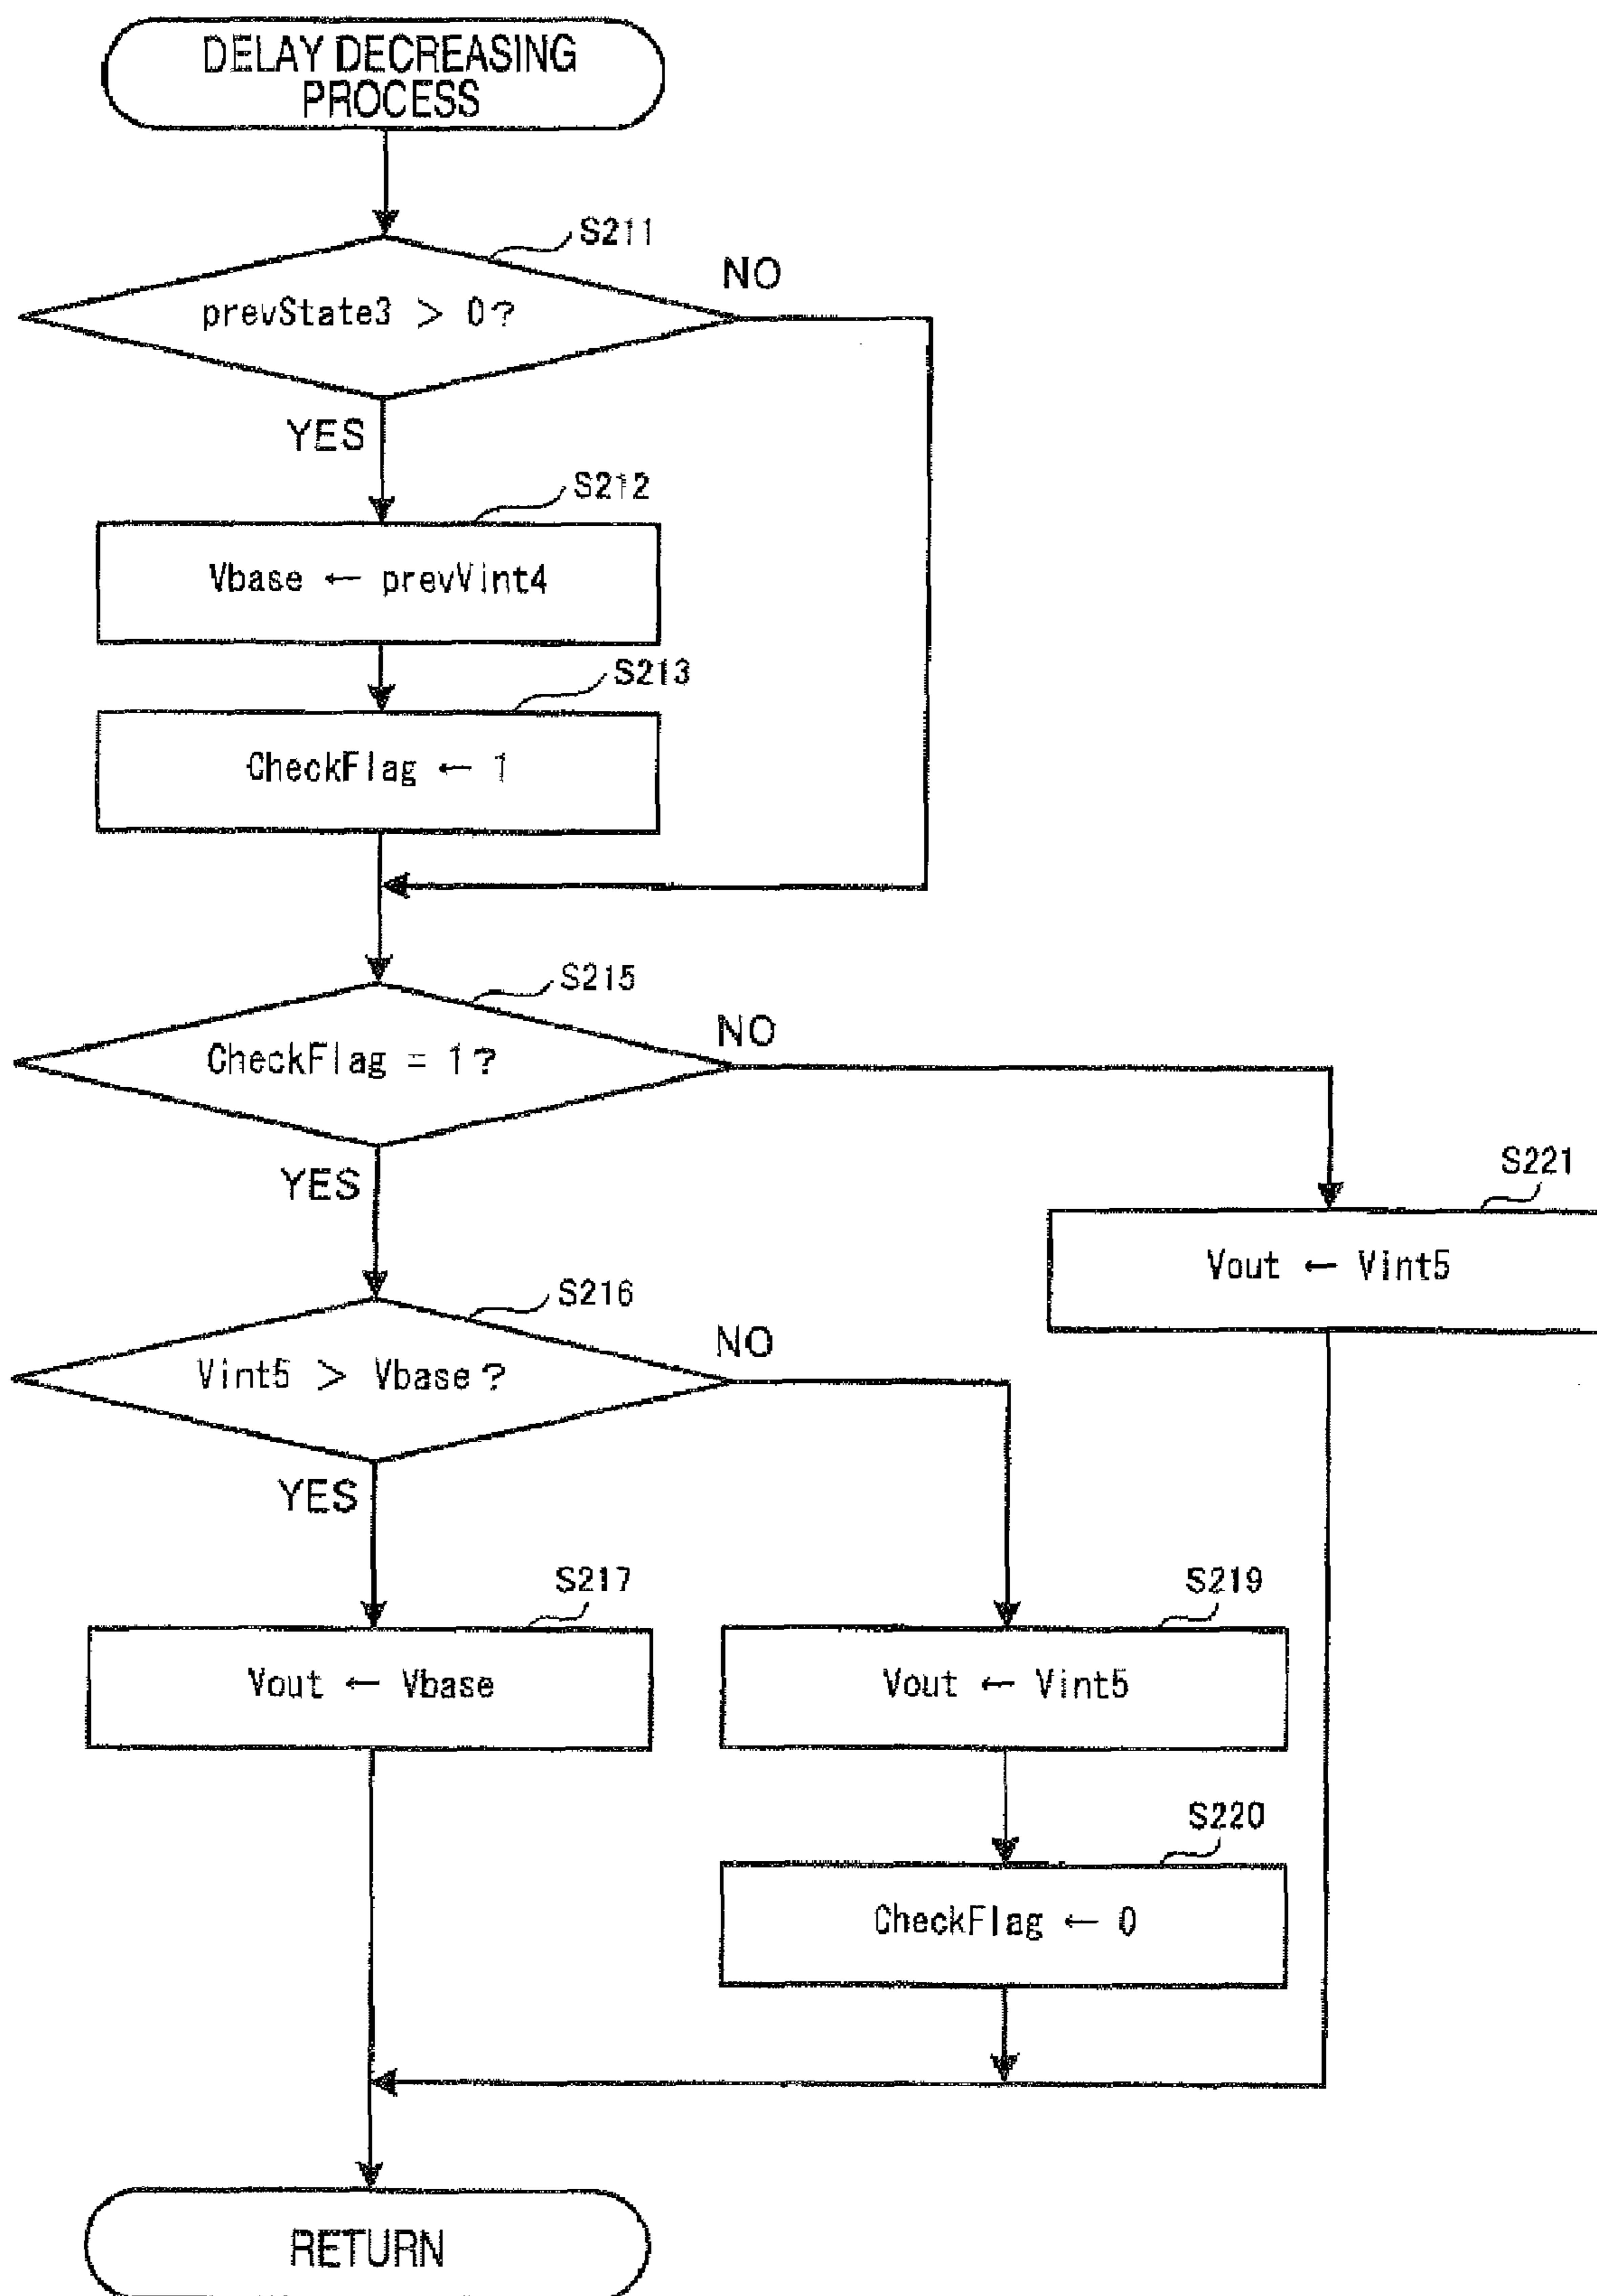 DELAY DECREASING
PROCESS
S211
prevState3 > 0?
NO
YES
S212
Vbase ← prevVint4
S213
CheckFlag ← 1
S215
CheckFlag = 1?
NO
YES
S221
Vout ← Vint5
S216
Vint5 > Vbase?
NO
YES
S217
Vout ← Vbase
S219
Vout ← Vint5
S220
CheckFlag ← 0
RETURN